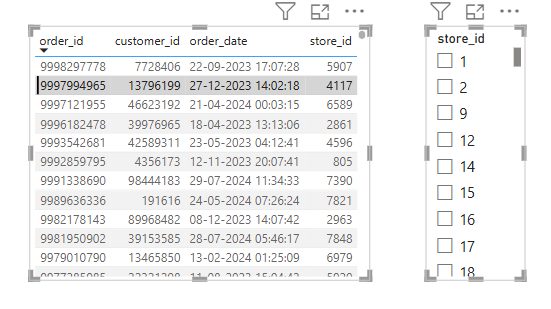 order_id customer_id order_date store_id
9998297778 7728406 22-09-2023 17:07:28 5907
9997994965 13796199 27-12-2023 14:02:18 4117
9997121955 46623192 21-04-2024 00:03:15 6589
9996182478 39976965 18-04-2023 13:13:06 2861
9993542681 42589311 23-05-2023 04:12:41 4596
9992859795 4356173 12-11-2023 20:07:41 805
9991338690 98444183 29-07-2024 11:34:33 7390
9989636336 191616 24-05-2024 07:26:24 7821
9982178143 89968482 08-12-2023 14:07:42 2963
9981950902 39153585 28-07-2024 05:46:17 7848
9979010790 13465850 13-02-2024 01:25:09 6979
store_id
1
2
9
12
14
15
16
17
18